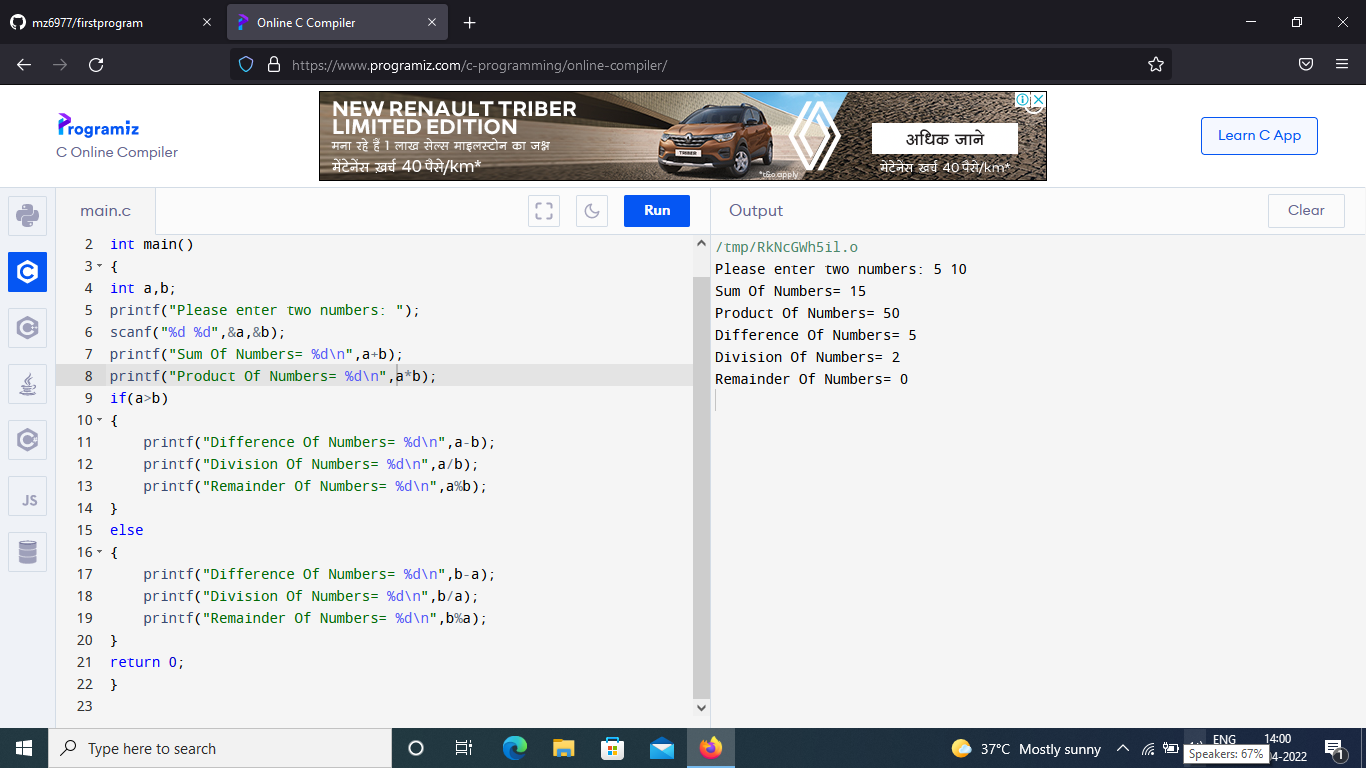 mz6977/firstprogram
Online C Compiler
https://www.programiz.com/c-programming/online-compiler/
Programiz
C Online Compiler
NEW RENAULT TRIBER
LIMITED EDITION
मना रहे हैं 1 लाख सेल्स माइलस्टोन का जश्न
मेंटेनेंस ख़र्च 40 पैसे/km*
TRIBER
*t&c apply
अधिक जाने
मेंटेनेंस ख़र्च 40 पैसे/km*
Learn C App
main.c
Run
Output
Clear
2 int main()
3 {
4 int a,b;
5 printf("Please enter two numbers: ");
6 scanf("%d %d",&a,&b);
7 printf("Sum Of Numbers= %d\n",a+b);
8 printf("Product Of Numbers= %d\n",a*b);
9 if(a>b)
10 {
11 printf("Difference Of Numbers= %d\n",a-b);
12 printf("Division Of Numbers= %d\n",a/b);
13 printf("Remainder Of Numbers= %d\n",a%b);
14 }
15 else
16 {
17 printf("Difference Of Numbers= %d\n",b-a);
18 printf("Division Of Numbers= %d\n",b/a);
19 printf("Remainder Of Numbers= %d\n",b%a);
20 }
21 return 0;
22 }
23
JS
/tmp/RkNcGWh5il.o
Please enter two numbers: 5 10
Sum Of Numbers= 15
Product Of Numbers= 50
Difference Of Numbers= 5
Division Of Numbers= 2
Remainder Of Numbers= 0
Type here to search
37°C Mostly sunny
ENG
14:00
Speakers: 67%
4-2022
1